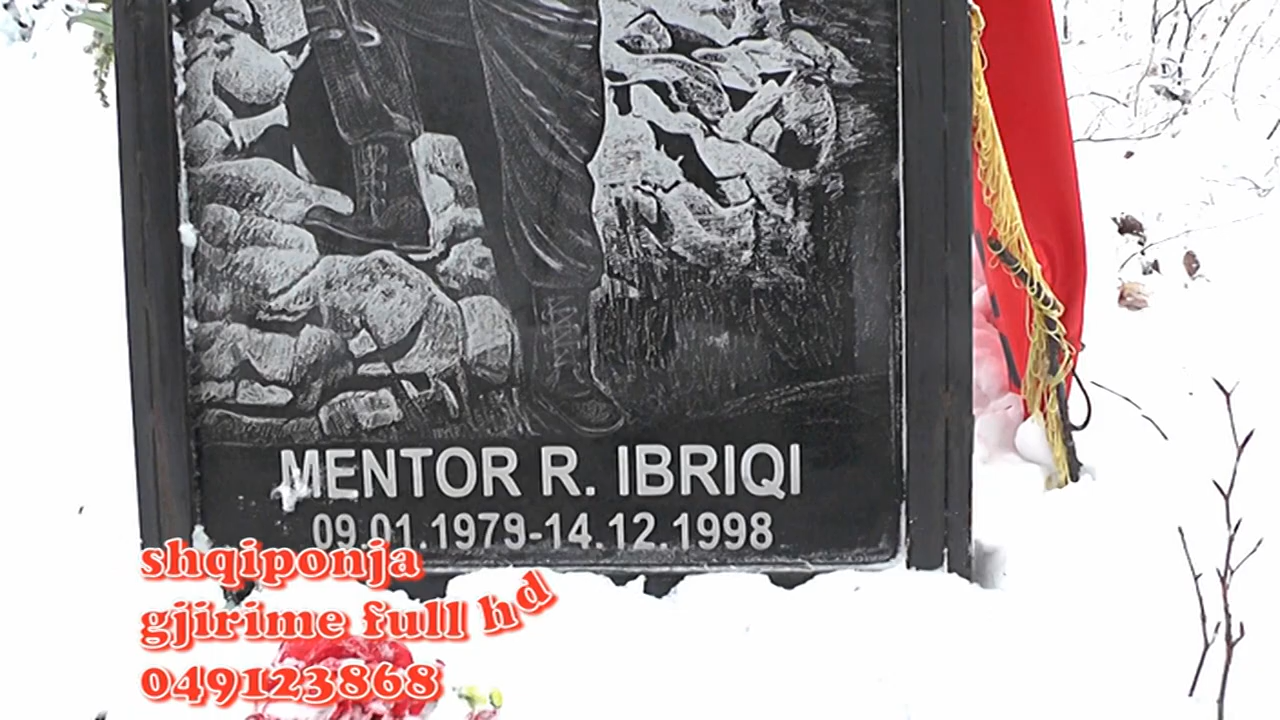 MENTOR R. IBRIQI
09.01.1979-14.12.1998
shqiponja
gjirime full hd
049123868